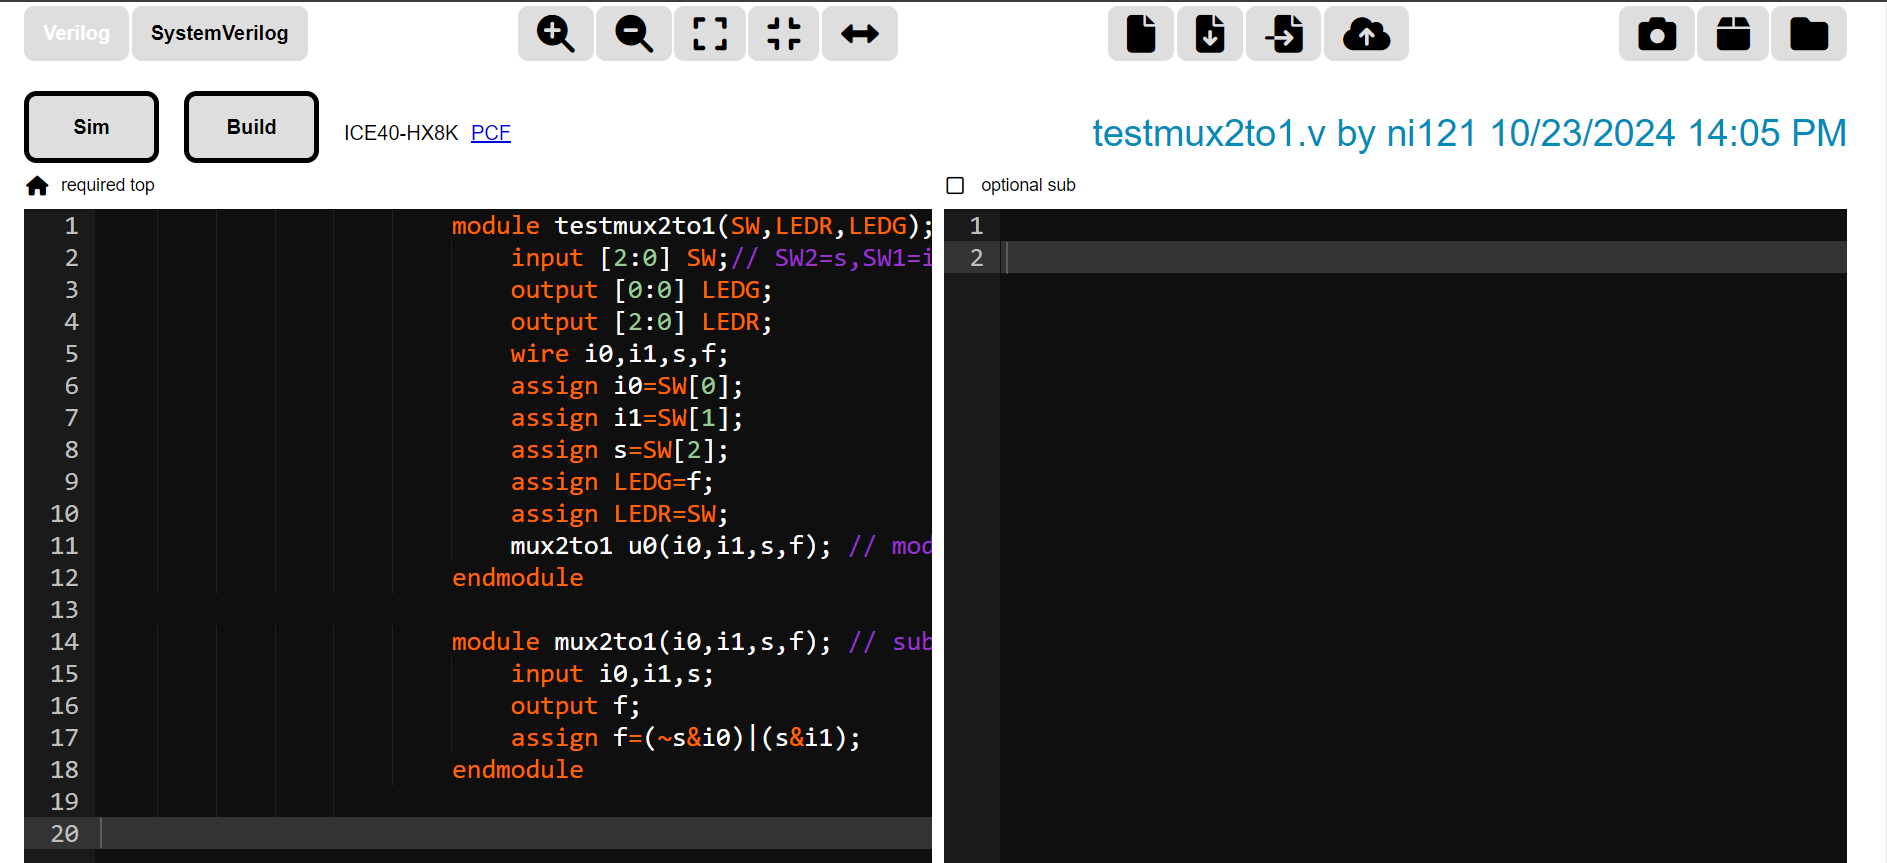 Verilog SystemVerilog
Sim Build ICE40-HX8K PCF testmux2to1.v by ni121 10/23/2024 14:05 PM
required top optional sub
1 module testmux2to1(SW,LEDR,LEDG);
2 input [2:0] SW;// SW2=s,SW1=i
3 output [0:0] LEDG;
4 output [2:0] LEDR;
5 wire i0,i1,s,f;
6 assign i0=SW[0];
7 assign i1=SW[1];
8 assign s=SW[2];
9 assign LEDG=f;
10 assign LEDR=SW;
11 mux2to1 u0(i0,i1,s,f); // mod
12 endmodule
13
14 module mux2to1(i0,i1,s,f); // sub
15 input i0,i1,s;
16 output f;
17 assign f=(~s&i0)|(s&i1);
18 endmodule
19
20
1
2